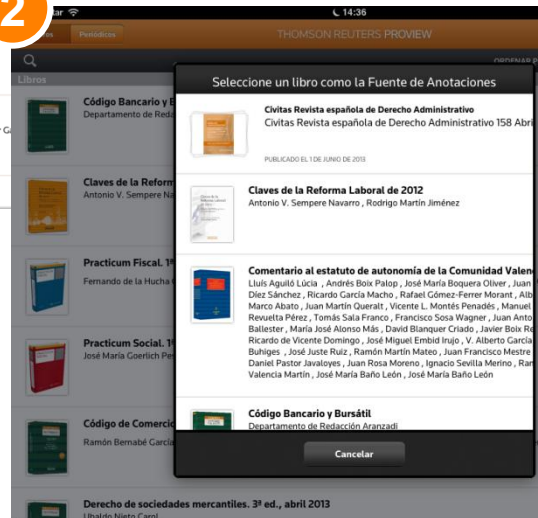 2
14:36
Periódicas
THOMSON REUTERS PROVIEW
Libros
Código Bancario y
Departamento de Reda
Claves de la Reform
Antonio V. Sempere Na
Practicum Fiscal. 1ª
Fernando de la Hucha
Practicum Social. 1ª
José María Goerlich Pe
Código de Comercio
Ramón Bernabé García
Derecho de sociedades mercantiles. 3ª ed., abril 2013
Ubaldo Nieto Carol
Seleccione un libro como la Fuente de Anotaciones
Civitas Revista española de Derecho Administrativo
Civitas Revista española de Derecho Administrativo 158 Abri
PUBLICADO EL 1 DE JUNIO DE 2013
Claves de la Reforma Laboral de 2012
Antonio V. Sempere Navarro , Rodrigo Martín Jiménez
Comentario al estatuto de autonomía de la Comunidad Valen
Lluís Aguiló Lúcia , Andrés Boix Palop , José María Boquera Oliver , Juan
Díez Sánchez , Ricardo García Macho , Rafael Gómez-Ferrer Morant , Alb
Marco Abato , Juan Martín Queralt , Vicente L. Montés Penadés , Manuel
Revuelta Pérez , Tomás Sala Franco , Francisco Sosa Wagner , Juan Anto
Ballester , María José Alonso Más , David Blanquer Criado , Javier Boix Re
Ricardo de Vicente Domingo , José Miguel Embid Irujo , V. Alberto García
Buhiges , José Juste Ruiz , Ramón Martín Mateo , Juan Francisco Mestre
Daniel Pastor Javaloyes , Juan Rosa Moreno , Ignacio Sevilla Merino , Ran
Valencia Martín , José María Baño León , José María Baño León
Código Bancario y Bursátil
Departamento de Redacción Aranzadi
Cancelar